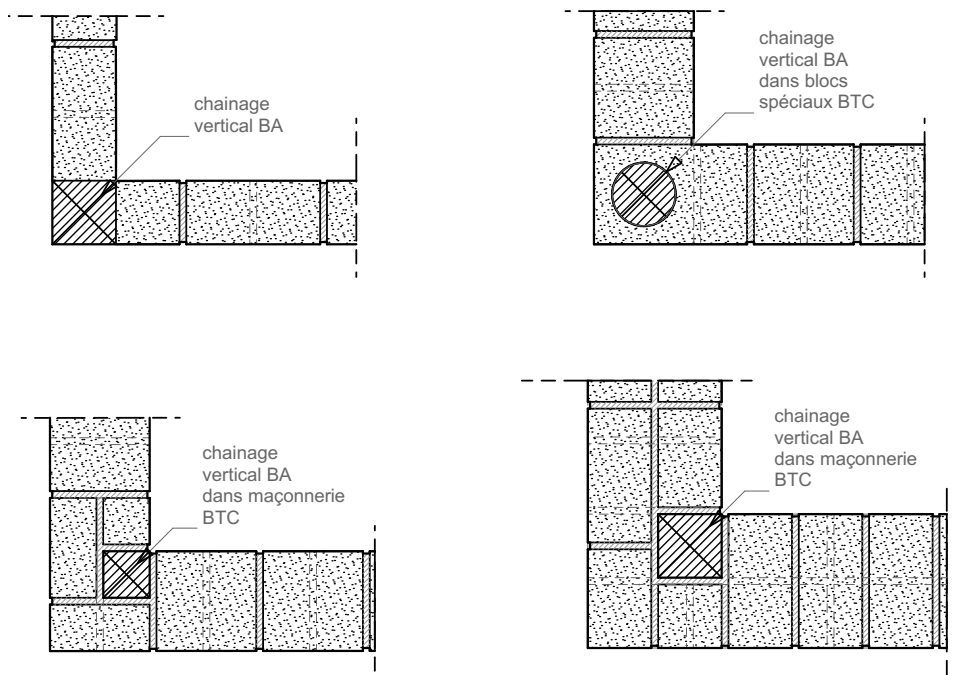 chainage
vertical BA
chainage
vertical BA
dans blocs
spéciaux BTC
chainage
vertical BA
dans maçonnerie
BTC
chainage
vertical BA
dans maçonnerie
BTC